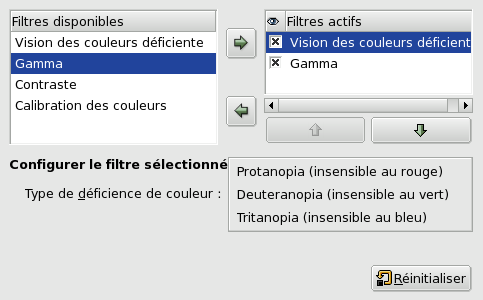 Filtres disponibles
Vision des couleurs déficiente
Gamma
Contraste
Calibration des couleurs
Filtres actifs
Vision des couleurs déficient
Gamma
Configurer le filtre sélectionné
Type de déficience de couleur :
Protanopia (insensible au rouge)
Deuteranopia (insensible au vert)
Tritanopia (insensible au bleu)
Réinitialiser